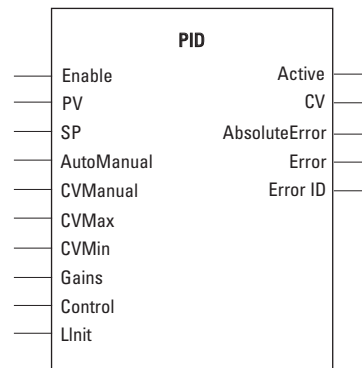 PID
Enable
PV
SP
AutoManual
CVManual
CVMax
CVMin
Gains
Control
LInit
Active
CV
AbsoluteError
Error
Error ID